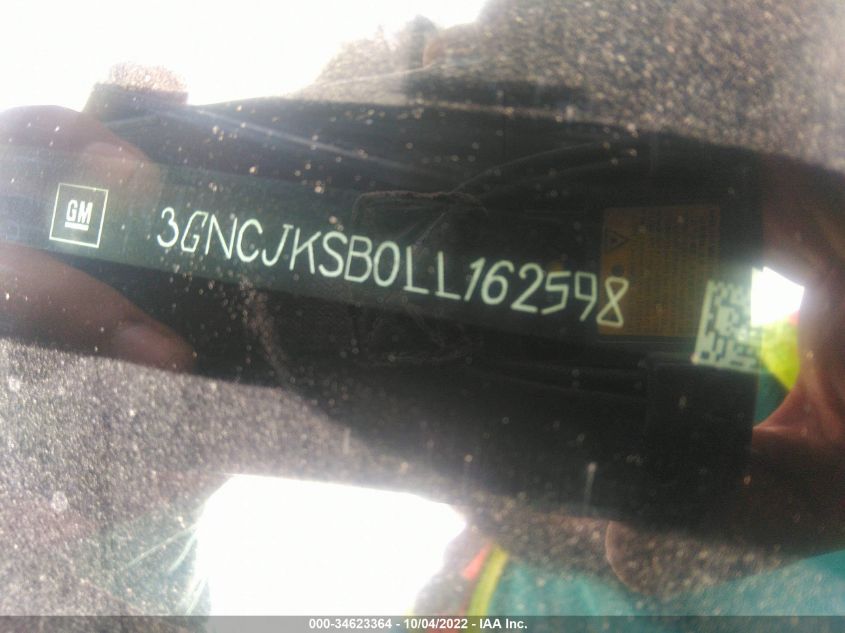 GM
3GNCJKSB0LL162598
000-34623364 - 10/04/2022 - IAA Inc.